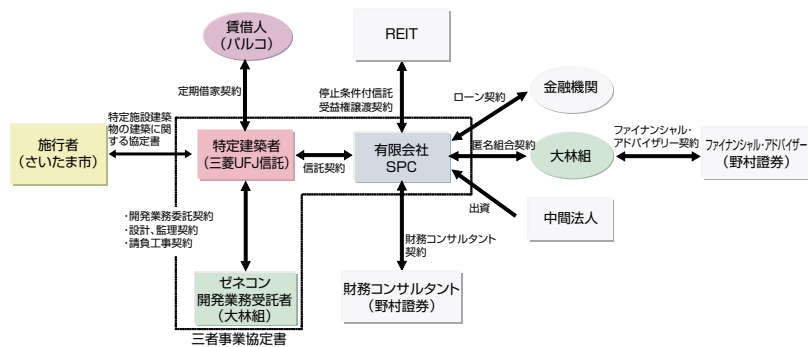 賃借人
(パルコ)
REIT
定期借家契約
停止条件付信託
受益権譲渡契約
ローン契約
金融機関
特定施設建築
物の建築に関
する協定書
施行者
(さいたま市)
特定建築者
(三菱UFJ信託)
信託契約
有限会社
SPC
匿名組合契約
大林組
ファイナンシャル・
アドバイザリー契約
ファイナンシャル・アドバイザー
(野村證券)
出資
中間法人
・開発業務委託契約
・設計、監理契約
・請負工事契約
財務コンサルタント
契約
ゼネコン
開発業務受託者
(大林組)
財務コンサルタント
(野村證券)
三者事業協定書